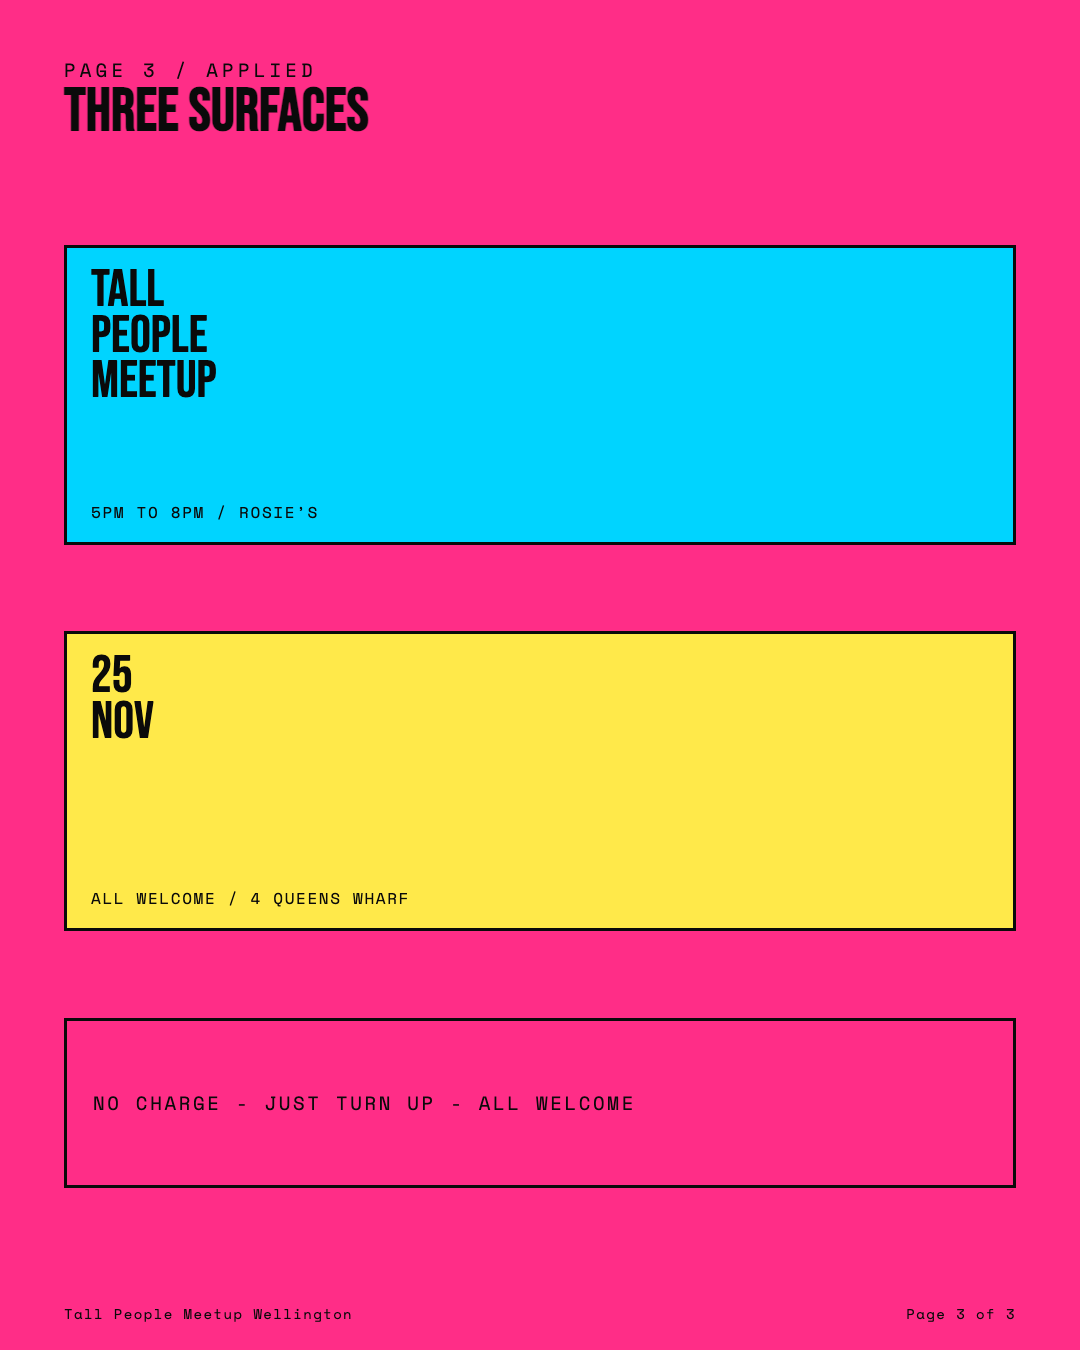 PAGE 3 / APPLIED
THREE SURFACES
TALL
PEOPLE
MEETUP
5PM TO 8PM / ROSIE’S
25
NOV
ALL WELCOME / 4 QUEENS WHARF
NO CHARGE - JUST TURN UP - ALL WELCOME
Tall People Meetup Wellington
Page 3 of 3